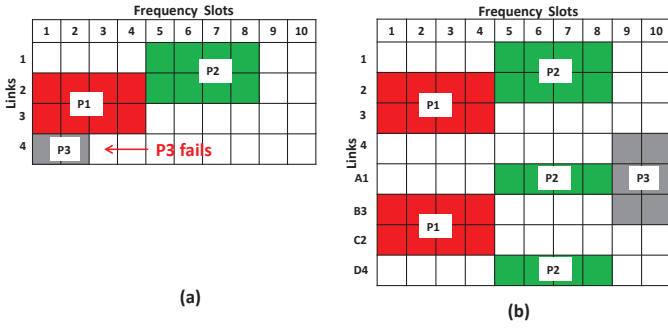 Frequency Slots
1 2 3 4 5 6 7 8 9 10
Links
1
2
3
4
P2
P1
P3
P3 fails
(a)
Frequency Slots
1 2 3 4 5 6 7 8 9 10
Links
1
2
3
4
A1
B3
C2
D4
P2
P1
P2
P3
P1
P2
(b)